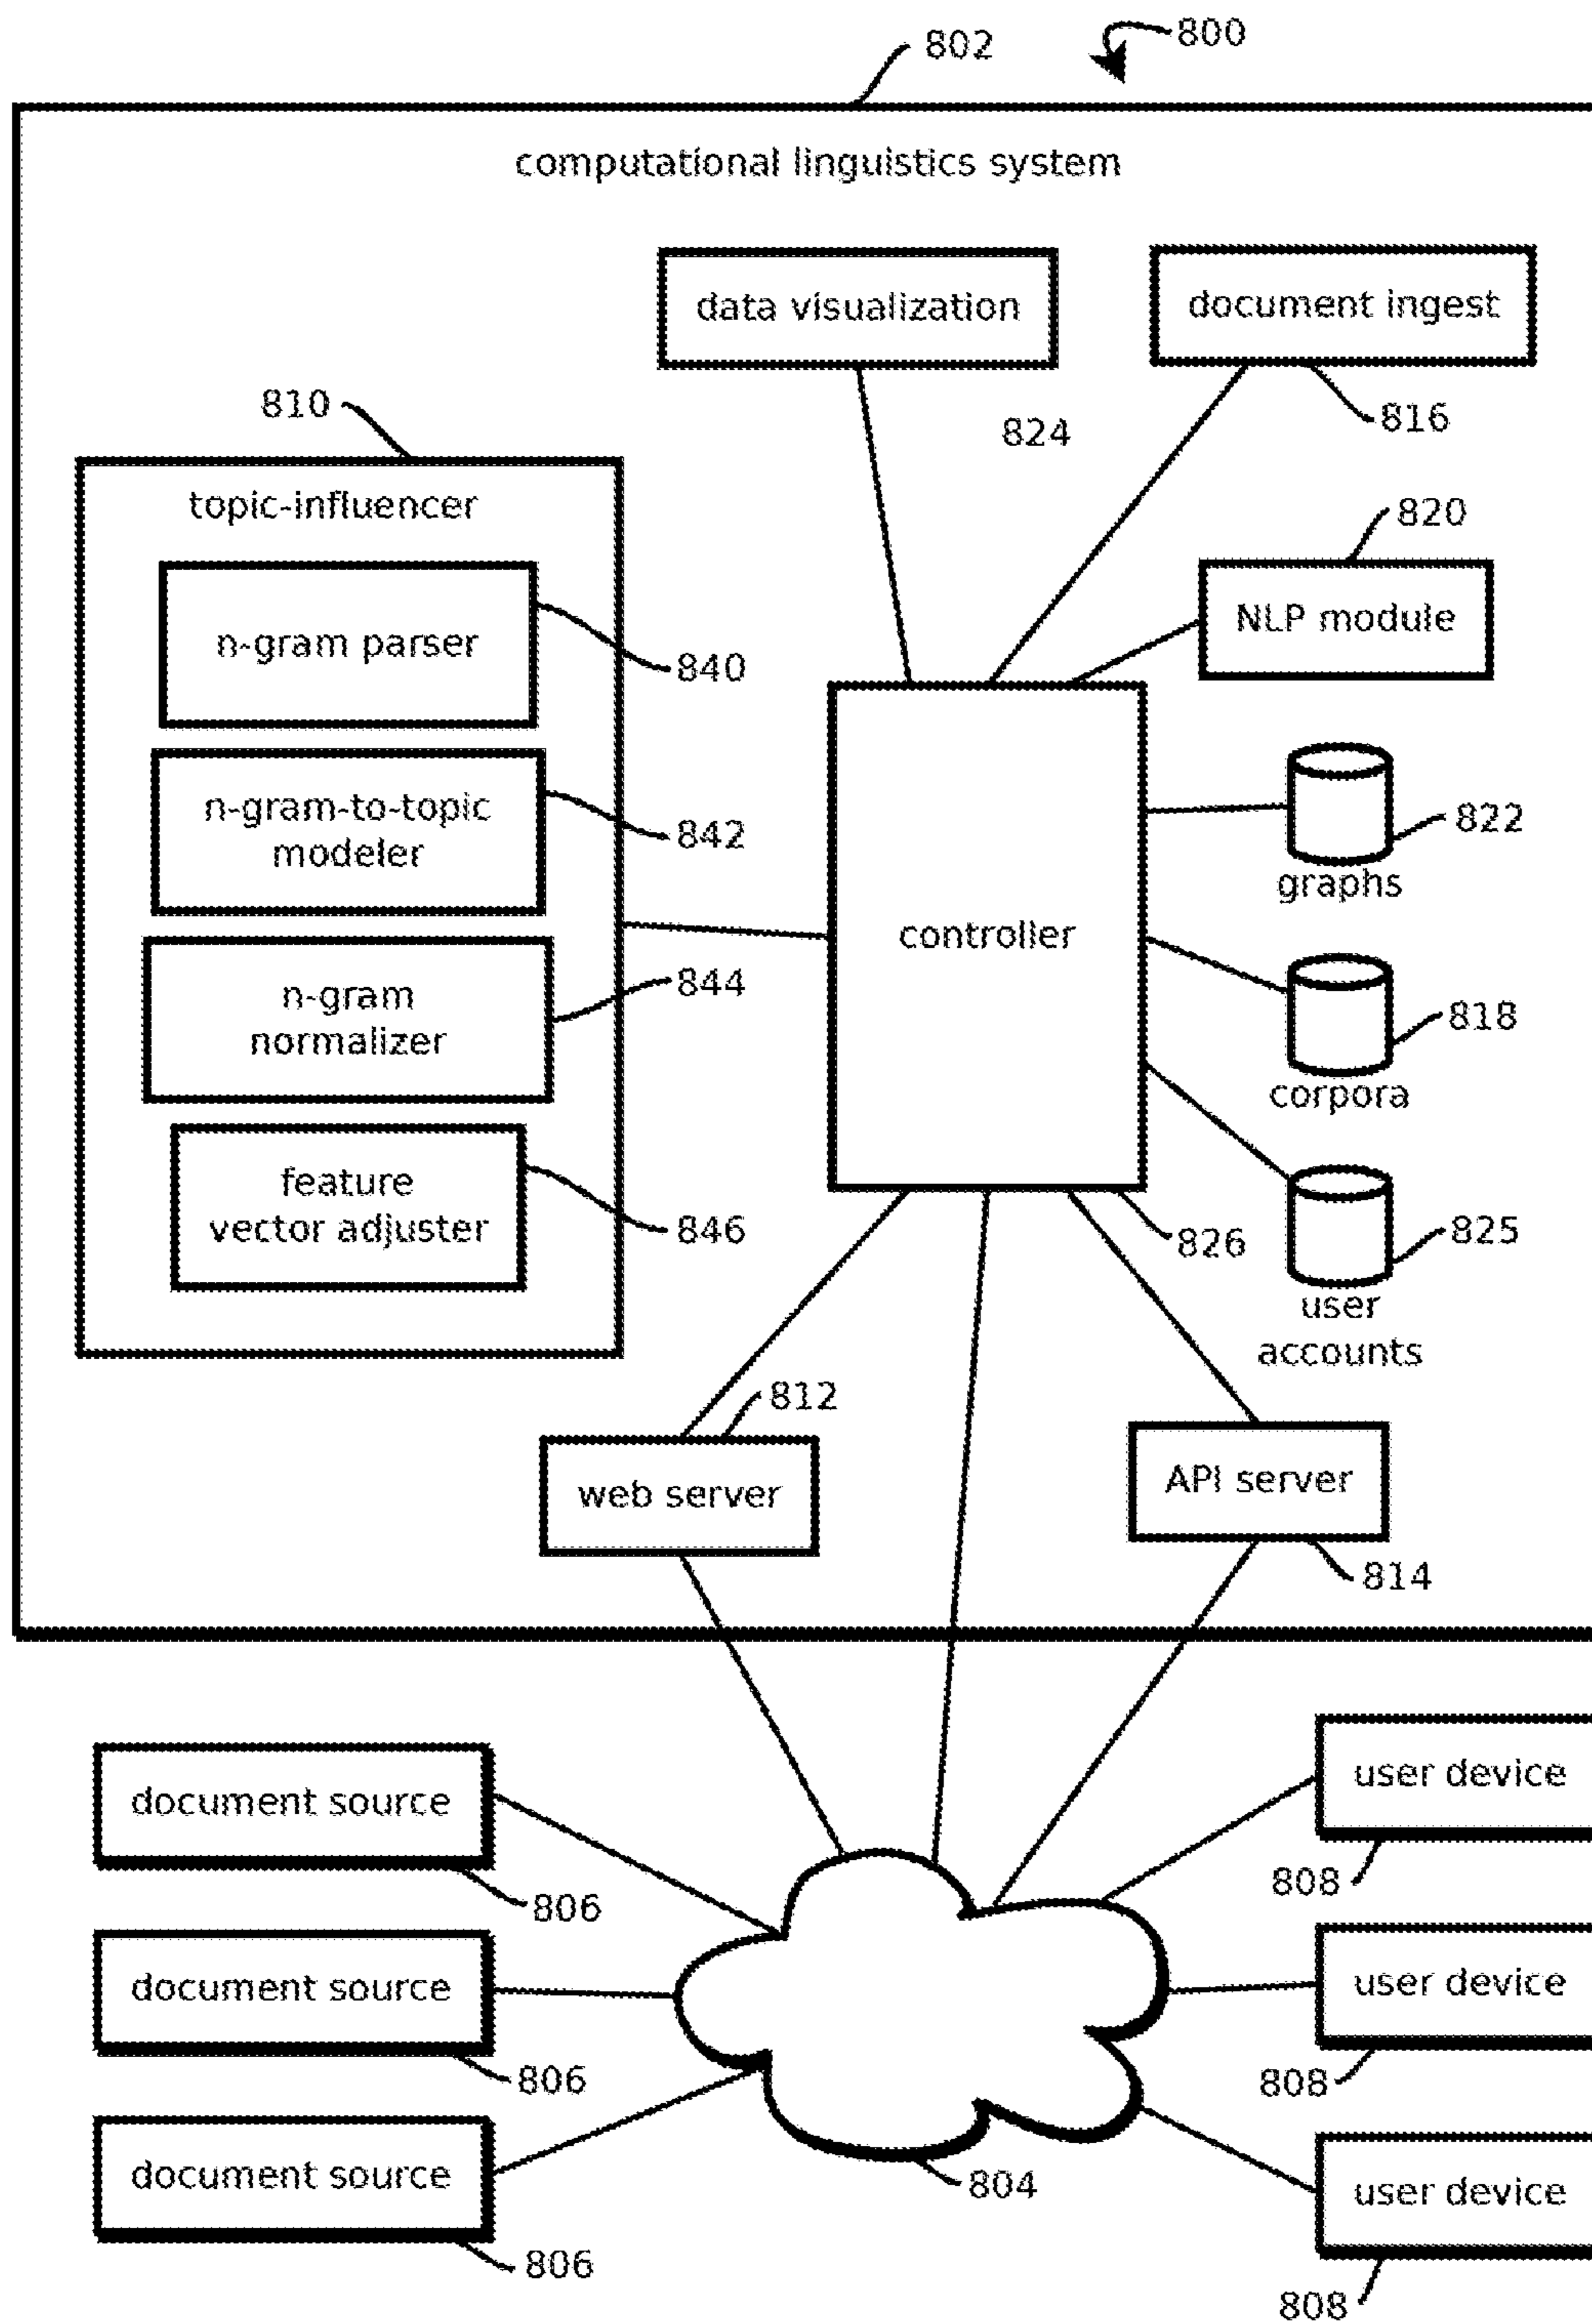 802
800
computational linguistics system
data visualization
document ingest
810
816
824
topic-influencer
820
n-gram parser
NLP module
840
n-gram-to-topic
modeler
842
822
graphs
controller
844
n-gram
normalizer
818
corpora
feature
vector adjuster
846
826
825
user
accounts
812
web server
API server
814
document source
user device
806
808
document source
user device
806
808
document source
804
user device
806
808